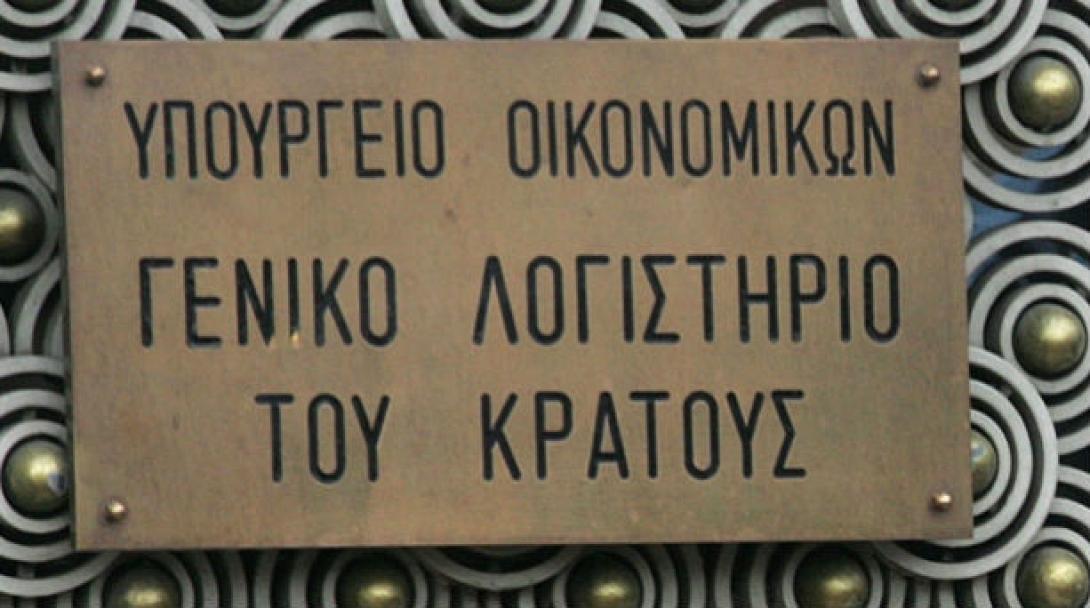 ΥΠΟΥΡΓΕΙΟ ΟΙΚΟΝΟΜΙΚΩΝ
ΓΕΝΙΚΟ ΛΟΓΙΣΤΗΡΙΟ
ΤΟΥ ΚΡΑΤΟΥΣ